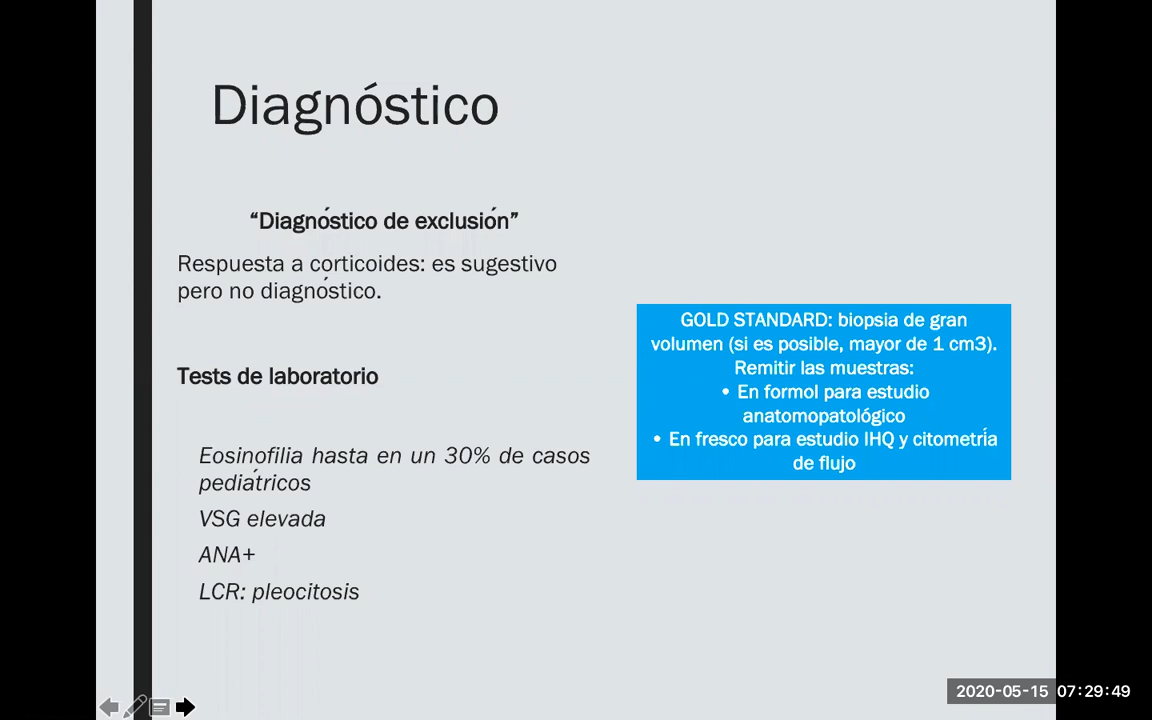 Diagnóstico
“Diagnóstico de exclusión”
Respuesta a corticoides: es sugestivo
pero no diagnóstico.
Tests de laboratorio
Eosinofilia hasta en un 30% de casos
pediátricos
VSG elevada
ANA+
LCR: pleocitosis
GOLD STANDARD: biopsia de gran
volumen (si es posible, mayor de 1 cm3).
Remitir las muestras:
• En formol para estudio
anatomopatológico
• En fresco para estudio IHQ y citometría
de flujo
2020-05-15 07:29:49